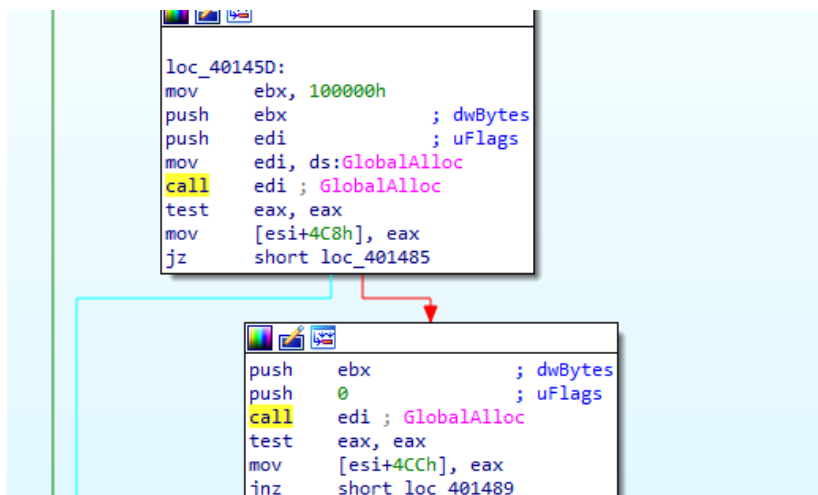 loc_40145D:
mov ebx, 100000h
push ebx ; dwBytes
push edi ; uFlags
mov edi, ds:GlobalAlloc
call edi ; GlobalAlloc
test eax, eax
mov [esi+4C8h], eax
jz short loc_401485
push ebx ; dwBytes
push 0 ; uFlags
call edi ; GlobalAlloc
test eax, eax
mov [esi+4CCh], eax
jnz short loc_401489